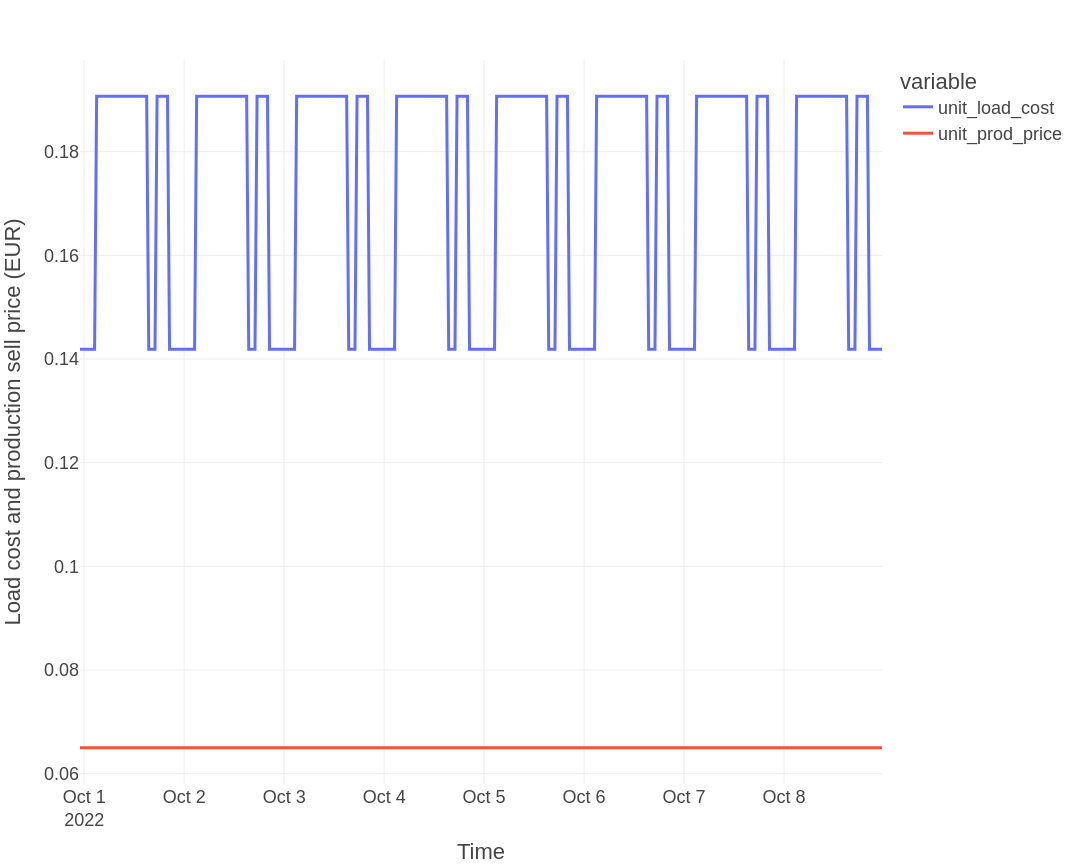 variable
unit_load_cost
unit_prod_price
Load cost and production sell price (EUR)
0.18
0.16
0.14
0.12
0.1
0.08
0.06
Oct 1 Oct 2 Oct 3 Oct 4 Oct 5 Oct 6 Oct 7 Oct 8
2022
Time